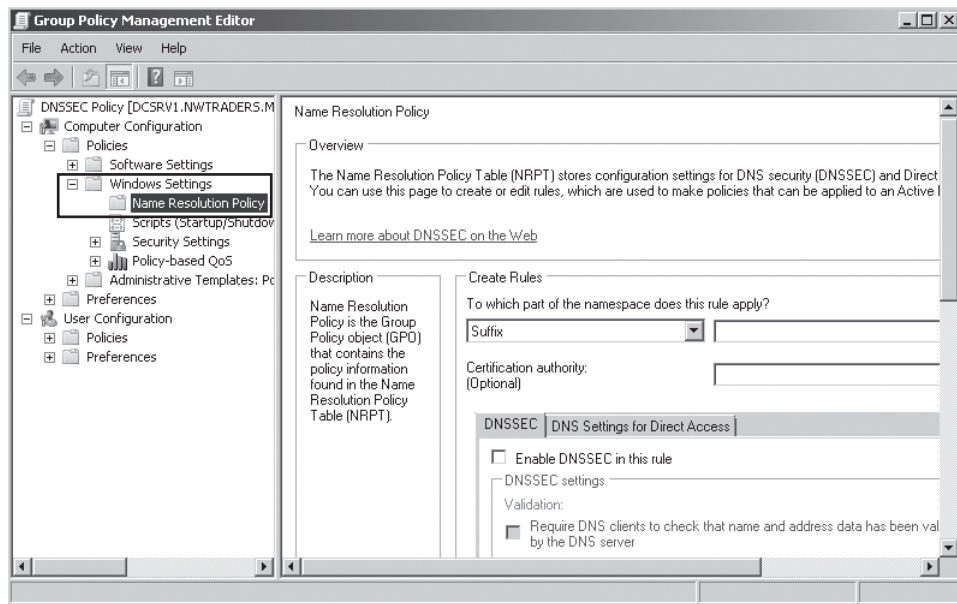 Group Policy Management Editor
File Action View Help
DNSSEC Policy [DCSRV1.NWTRADERS.M
Computer Configuration
Policies
Software Settings
Windows Settings
Name Resolution Policy
Scripts (Startup/Shutdov
Security Settings
Policy-based QoS
Administrative Templates: Pc
Preferences
User Configuration
Policies
Preferences
Name Resolution Policy
Overview
The Name Resolution Policy Table (NRPT) stores configuration settings for DNS security (DNSSEC) and Direct
You can use this page to create or edit rules, which are used to make policies that can be applied to an Active
Learn more about DNSSEC on the Web
Description
Name Resolution
Policy is the Group
Policy object (GPO)
that contains the
policy information
found in the Name
Resolution Policy
Table (NRPT).
Create Rules
To which part of the namespace does this rule apply?
Suffix
Certification authority:
(Optional)
DNSSEC
DNS Settings for Direct Access
Enable DNSSEC in this rule
DNSSEC settings
Validation:
Require DNS clients to check that name and address data has been val
by the DNS server